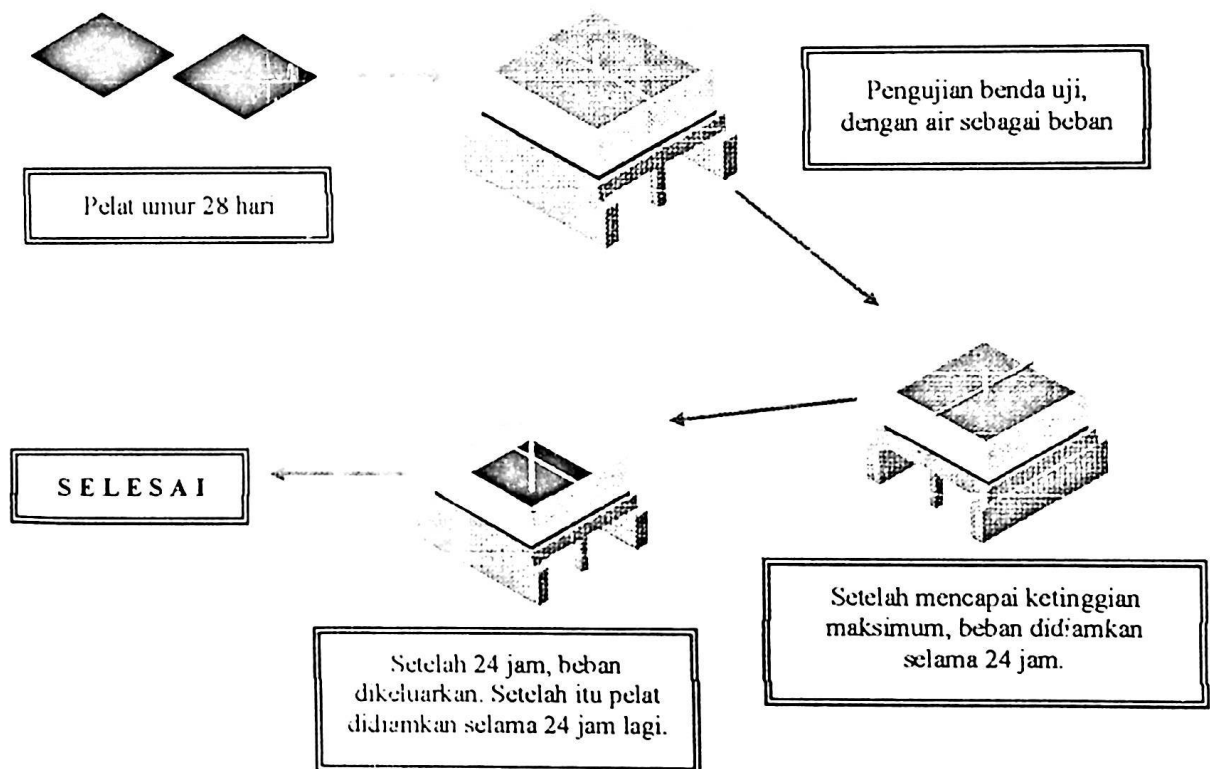 Pengujian benda uji,
dengan air sebagai beban
Pelat umur 28 hari
Setelah mencapai ketinggian
maksimum, beban didiamkan
selama 24 jam.
Setelah 24 jam, beban
dikeluarkan. Setelah itu pelat
didiamkan selama 24 jam lagi.
S E L E S A I